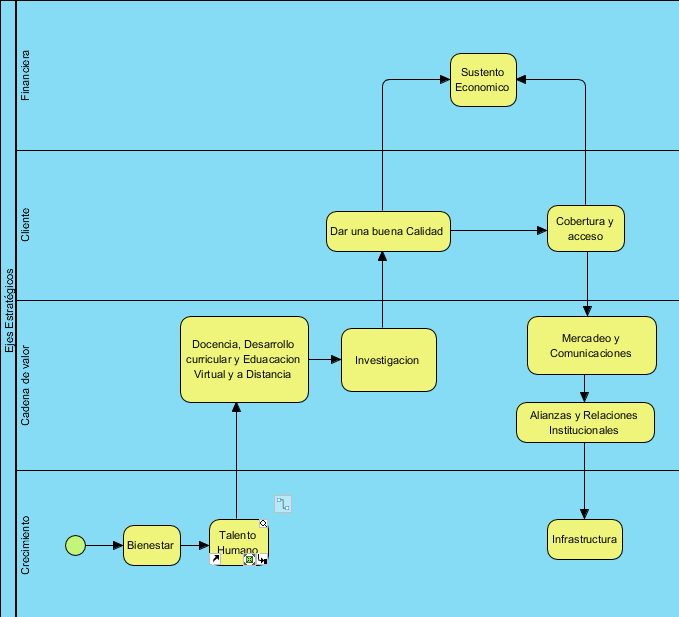 Ejes Estratégicos
Financiera
Sustento
Economico
Cliente
Dar una buena Calidad
Cobertura y
acceso
Cadena de valor
Docencia, Desarrollo
curricular y Eduacacion
Virtual y a Distancia
Investigacion
Mercadeo y
Comunicaciones
Alianzas y Relaciones
Institucionales
Crecimiento
Bienestar
Talento
Humano
Infrastructura